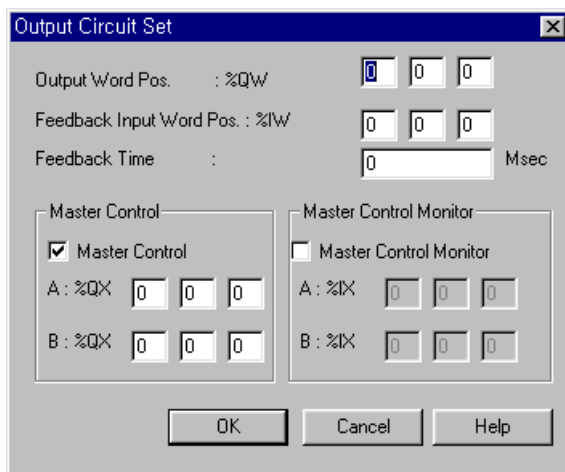 Output Circuit Set
Output Word Pos. : %QW 0 0 0
Feedback Input Word Pos. : %IW 0 0 0
Feedback Time : 0 Msec
Master Control
Master Control
A : %QX 0 0 0
B : %QX 0 0 0
Master Control Monitor
Master Control Monitor
A : %IX 0 0 0
B : %IX 0 0 0
OK Cancel Help